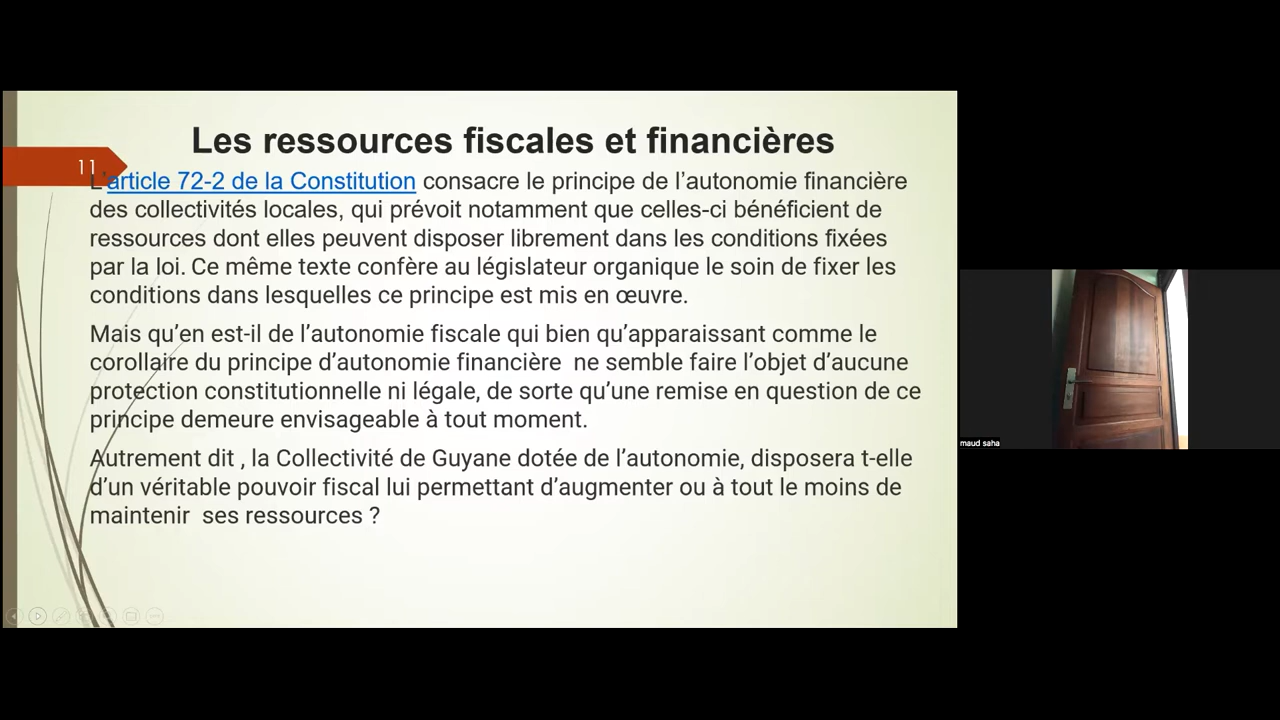 Les ressources fiscales et financières
11
L’article 72-2 de la Constitution consacre le principe de l’autonomie financière
des collectivités locales, qui prévoit notamment que celles-ci bénéficient de
ressources dont elles peuvent disposer librement dans les conditions fixées
par la loi. Ce même texte confère au législateur organique le soin de fixer les
conditions dans lesquelles ce principe est mis en œuvre.
Mais qu’en est-il de l’autonomie fiscale qui bien qu’apparaissant comme le
corollaire du principe d’autonomie financière  ne semble faire l’objet d’aucune
protection constitutionnelle ni légale, de sorte qu’une remise en question de ce
principe demeure envisageable à tout moment.
Autrement dit , la Collectivité de Guyane dotée de l’autonomie, disposera t-elle
d’un véritable pouvoir fiscal lui permettant d’augmenter ou à tout le moins de
maintenir  ses ressources ?
maud saha